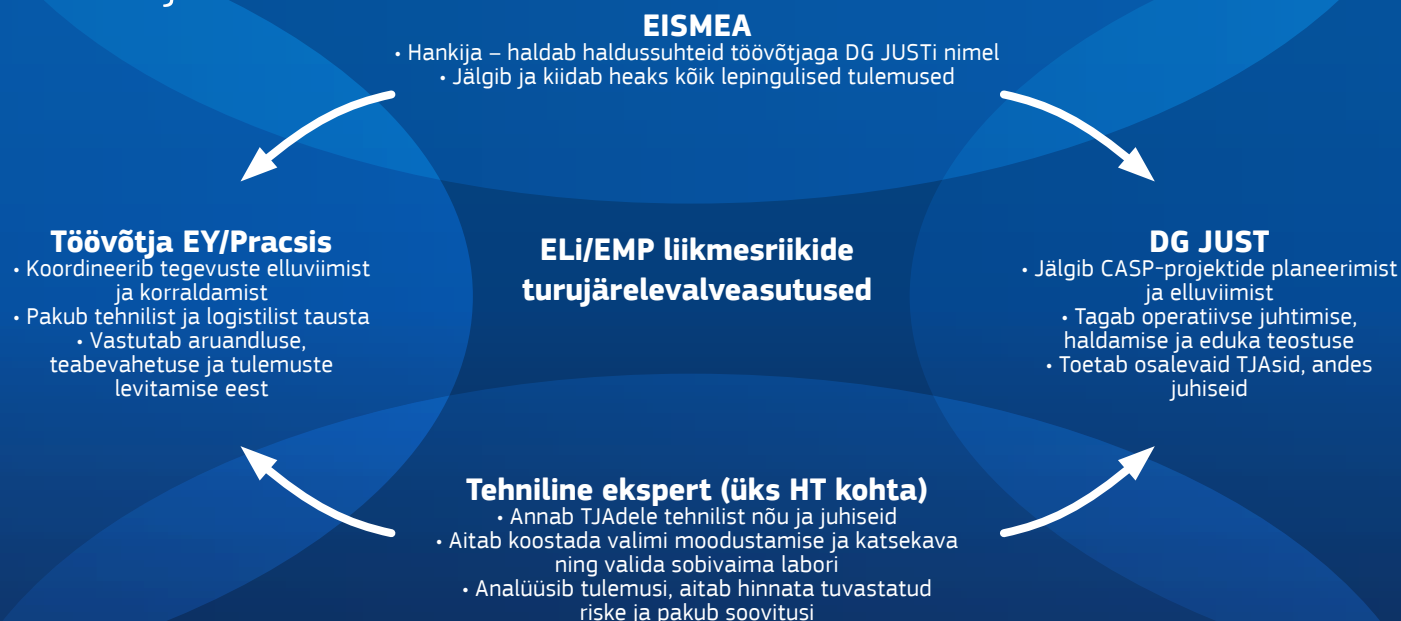 EISMEA
• Hankija – haldab haldussuhteid töövõtjaga DG JUSTi nimel
• Jälgib ja kiidab heaks kõik lepingulised tulemused
Töövõtja EY/Pracsis
• Koordineerib tegevuste elluviimist
ja korraldamist
• Pakub tehnilist ja logistilist tausta
• Vastutab aruandluse,
teabevahetuse ja tulemuste
levitamise eest
ELi/EMP liikmesriikide
turujärelevalveasutused
DG JUST
• Jälgib CASP-projektide planeerimist
ja elluviimist
• Tagab operatiivse juhtimise,
haldamise ja eduka teostuse
• Toetab osalevaid TJAsid, andes
juhiseid
Tehniline ekspert (üks HT kohta)
• Annab TJAdele tehnilist nõu ja juhiseid
• Aitab koostada valimi moodustamise ja katsekava
ning valida sobivaima labori
• Analüüsib tulemusi, aitab hinnata tuvastatud
riske ja pakub soovitusi